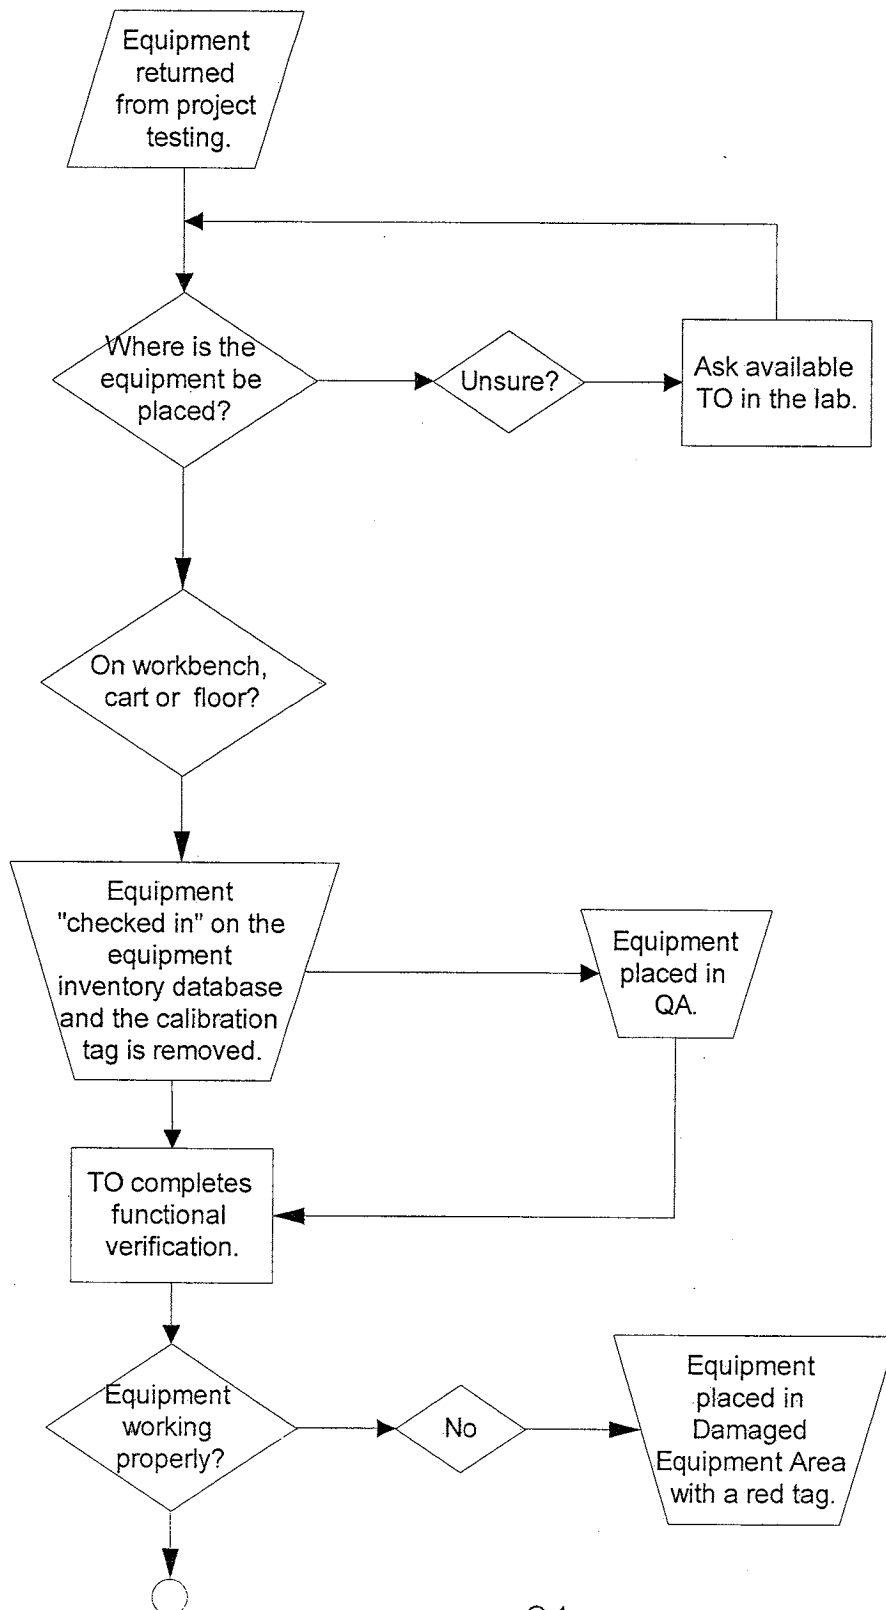 Equipment
returned
from project
testing.
Where is the
equipment be
placed?
Unsure?
Ask available
TO in the lab.
On workbench,
cart or floor?
Equipment
"checked in" on the
equipment
inventory database
and the calibration
tag is removed.
Equipment
placed in
QA.
TO completes
functional
verification.
Equipment
working
properly?
No
Equipment
placed in
Damaged
Equipment Area
with a red tag.